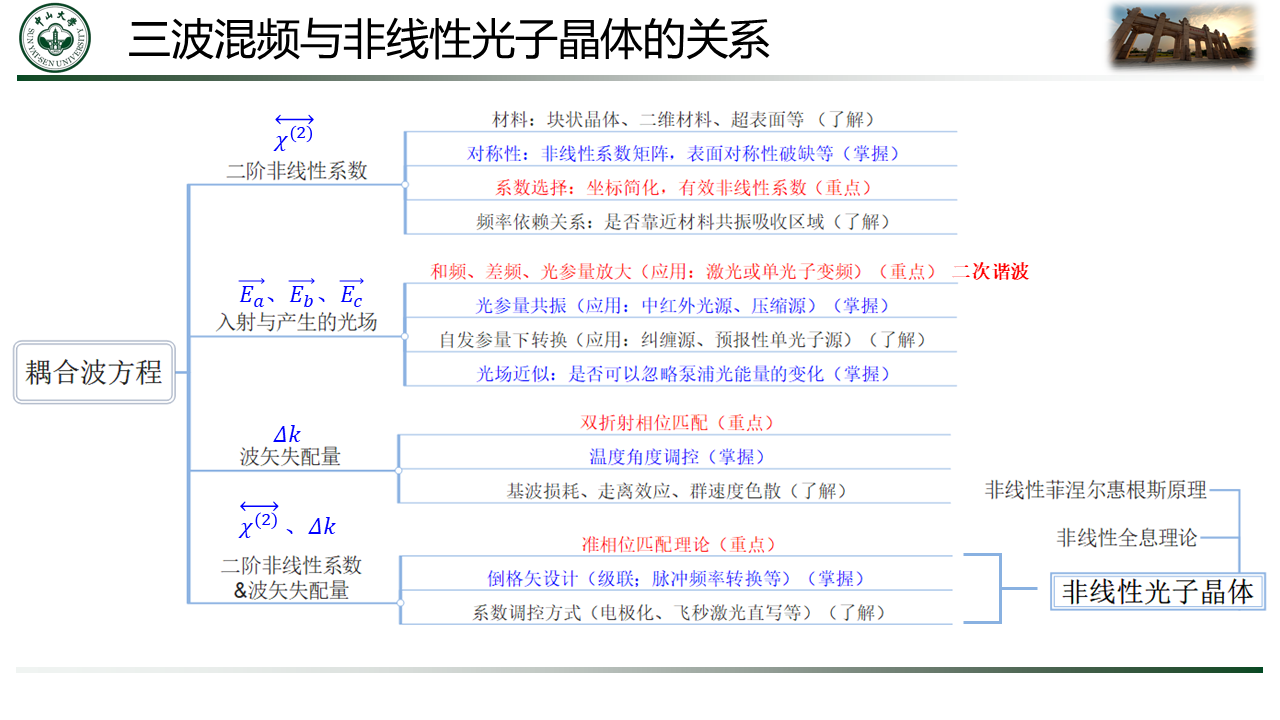 中山大学
SUN YAT-SEN UNIVERSITY
三波混频与非线性光子晶体的关系
耦合波方程
χ⁽²⁾
二阶非线性系数
材料：块状晶体、二维材料、超表面等 （了解）
对称性：非线性系数矩阵，表面对称性破缺等（掌握）
系数选择：坐标简化，有效非线性系数（重点）
频率依赖关系：是否靠近材料共振吸收区域（了解）
Eₐ、E_b、E_c
入射与产生的光场
和频、差频、光参量放大（应用：激光或单光子变频）（重点） 二次谐波
光参量共振（应用：中红外光源、压缩源）（掌握）
自发参量下转换（应用：纠缠源、预报性单光子源）（了解）
光场近似：是否可以忽略泵浦光能量的变化（掌握）
Δk
波矢失配量
双折射相位匹配（重点）
温度角度调控（掌握）
基波损耗、走离效应、群速度色散（了解）
χ⁽²⁾ 、Δk
二阶非线性系数
&波矢失配量
准相位匹配理论（重点）
倒格矢设计（级联；脉冲频率转换等）（掌握）
系数调控方式（电极化、飞秒激光直写等）（了解）
非线性菲涅尔惠根斯原理
非线性全息理论
非线性光子晶体